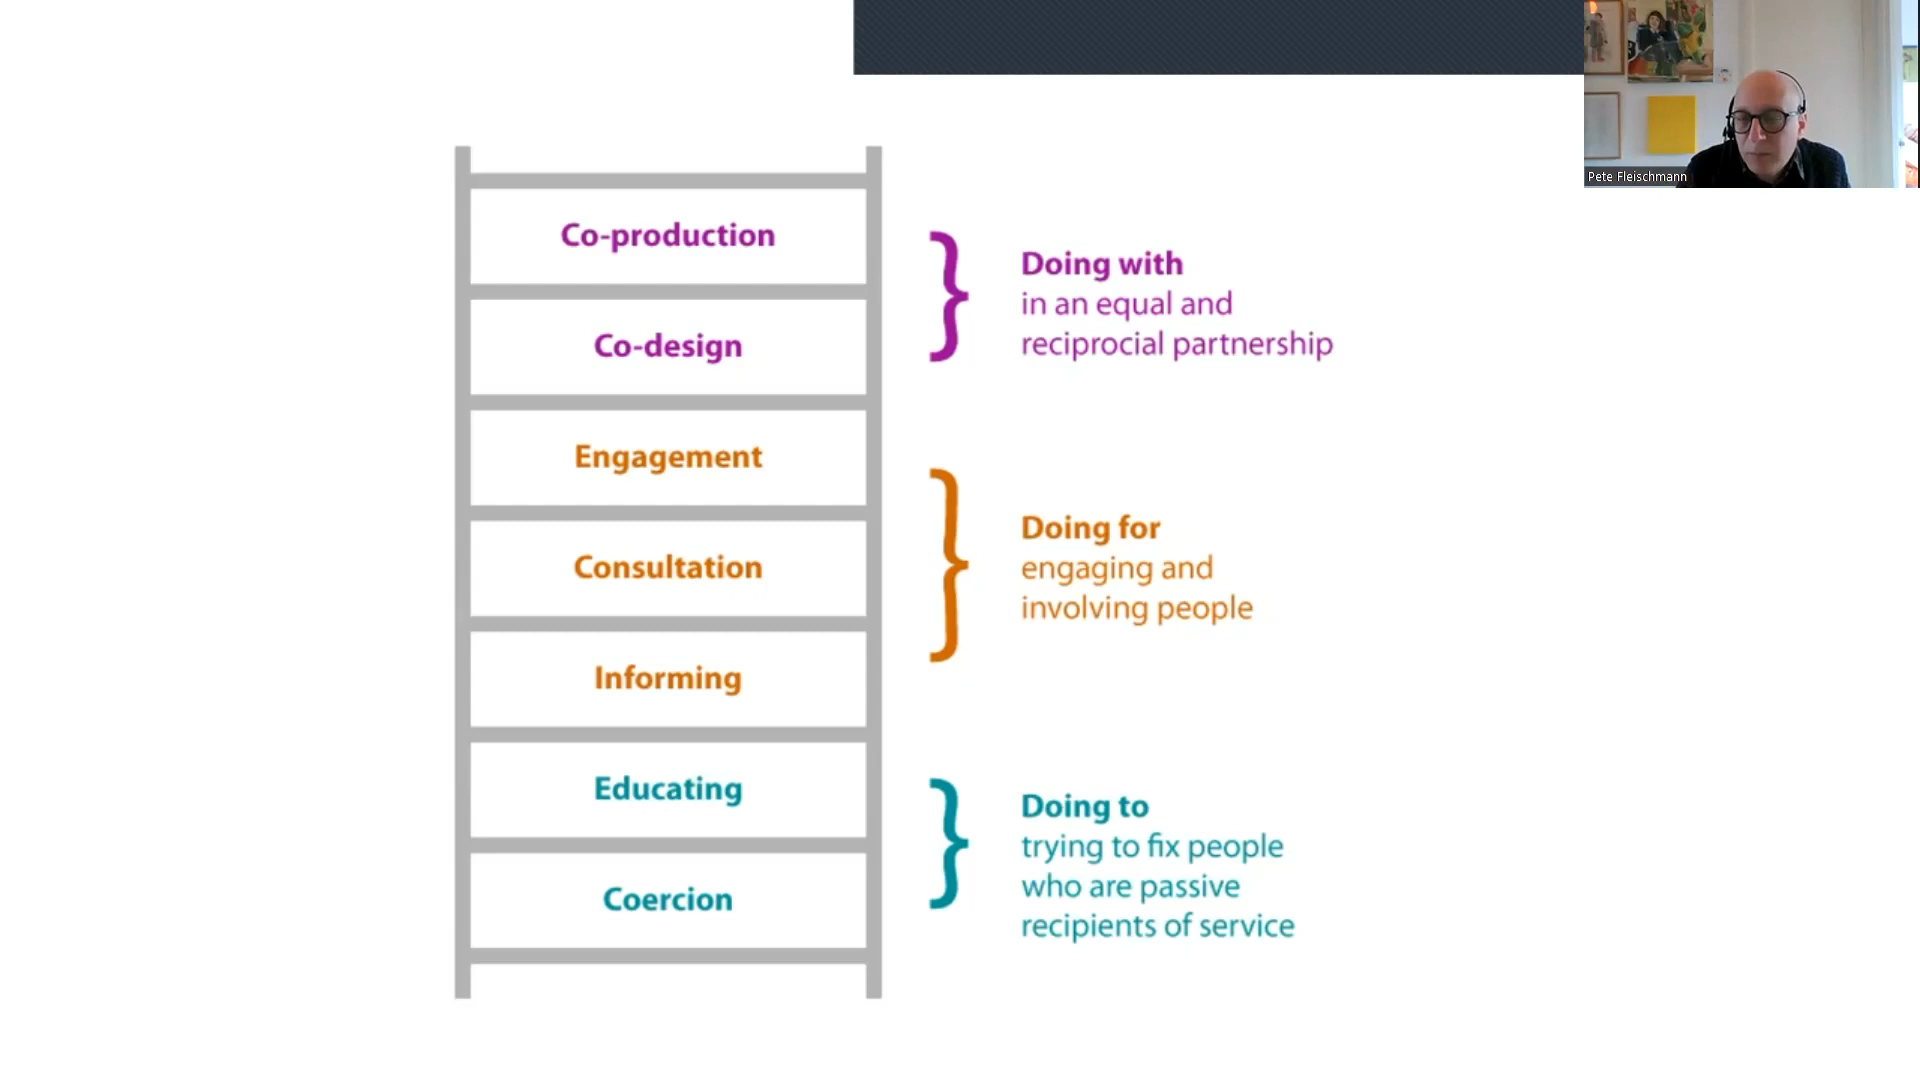 Pete Fleischmann
Co-production
Co-design
Doing with
in an equal and
reciprocial partnership
Engagement
Consultation
Informing
Doing for
engaging and
involving people
Educating
Coercion
Doing to
trying to fix people
who are passive
recipients of service